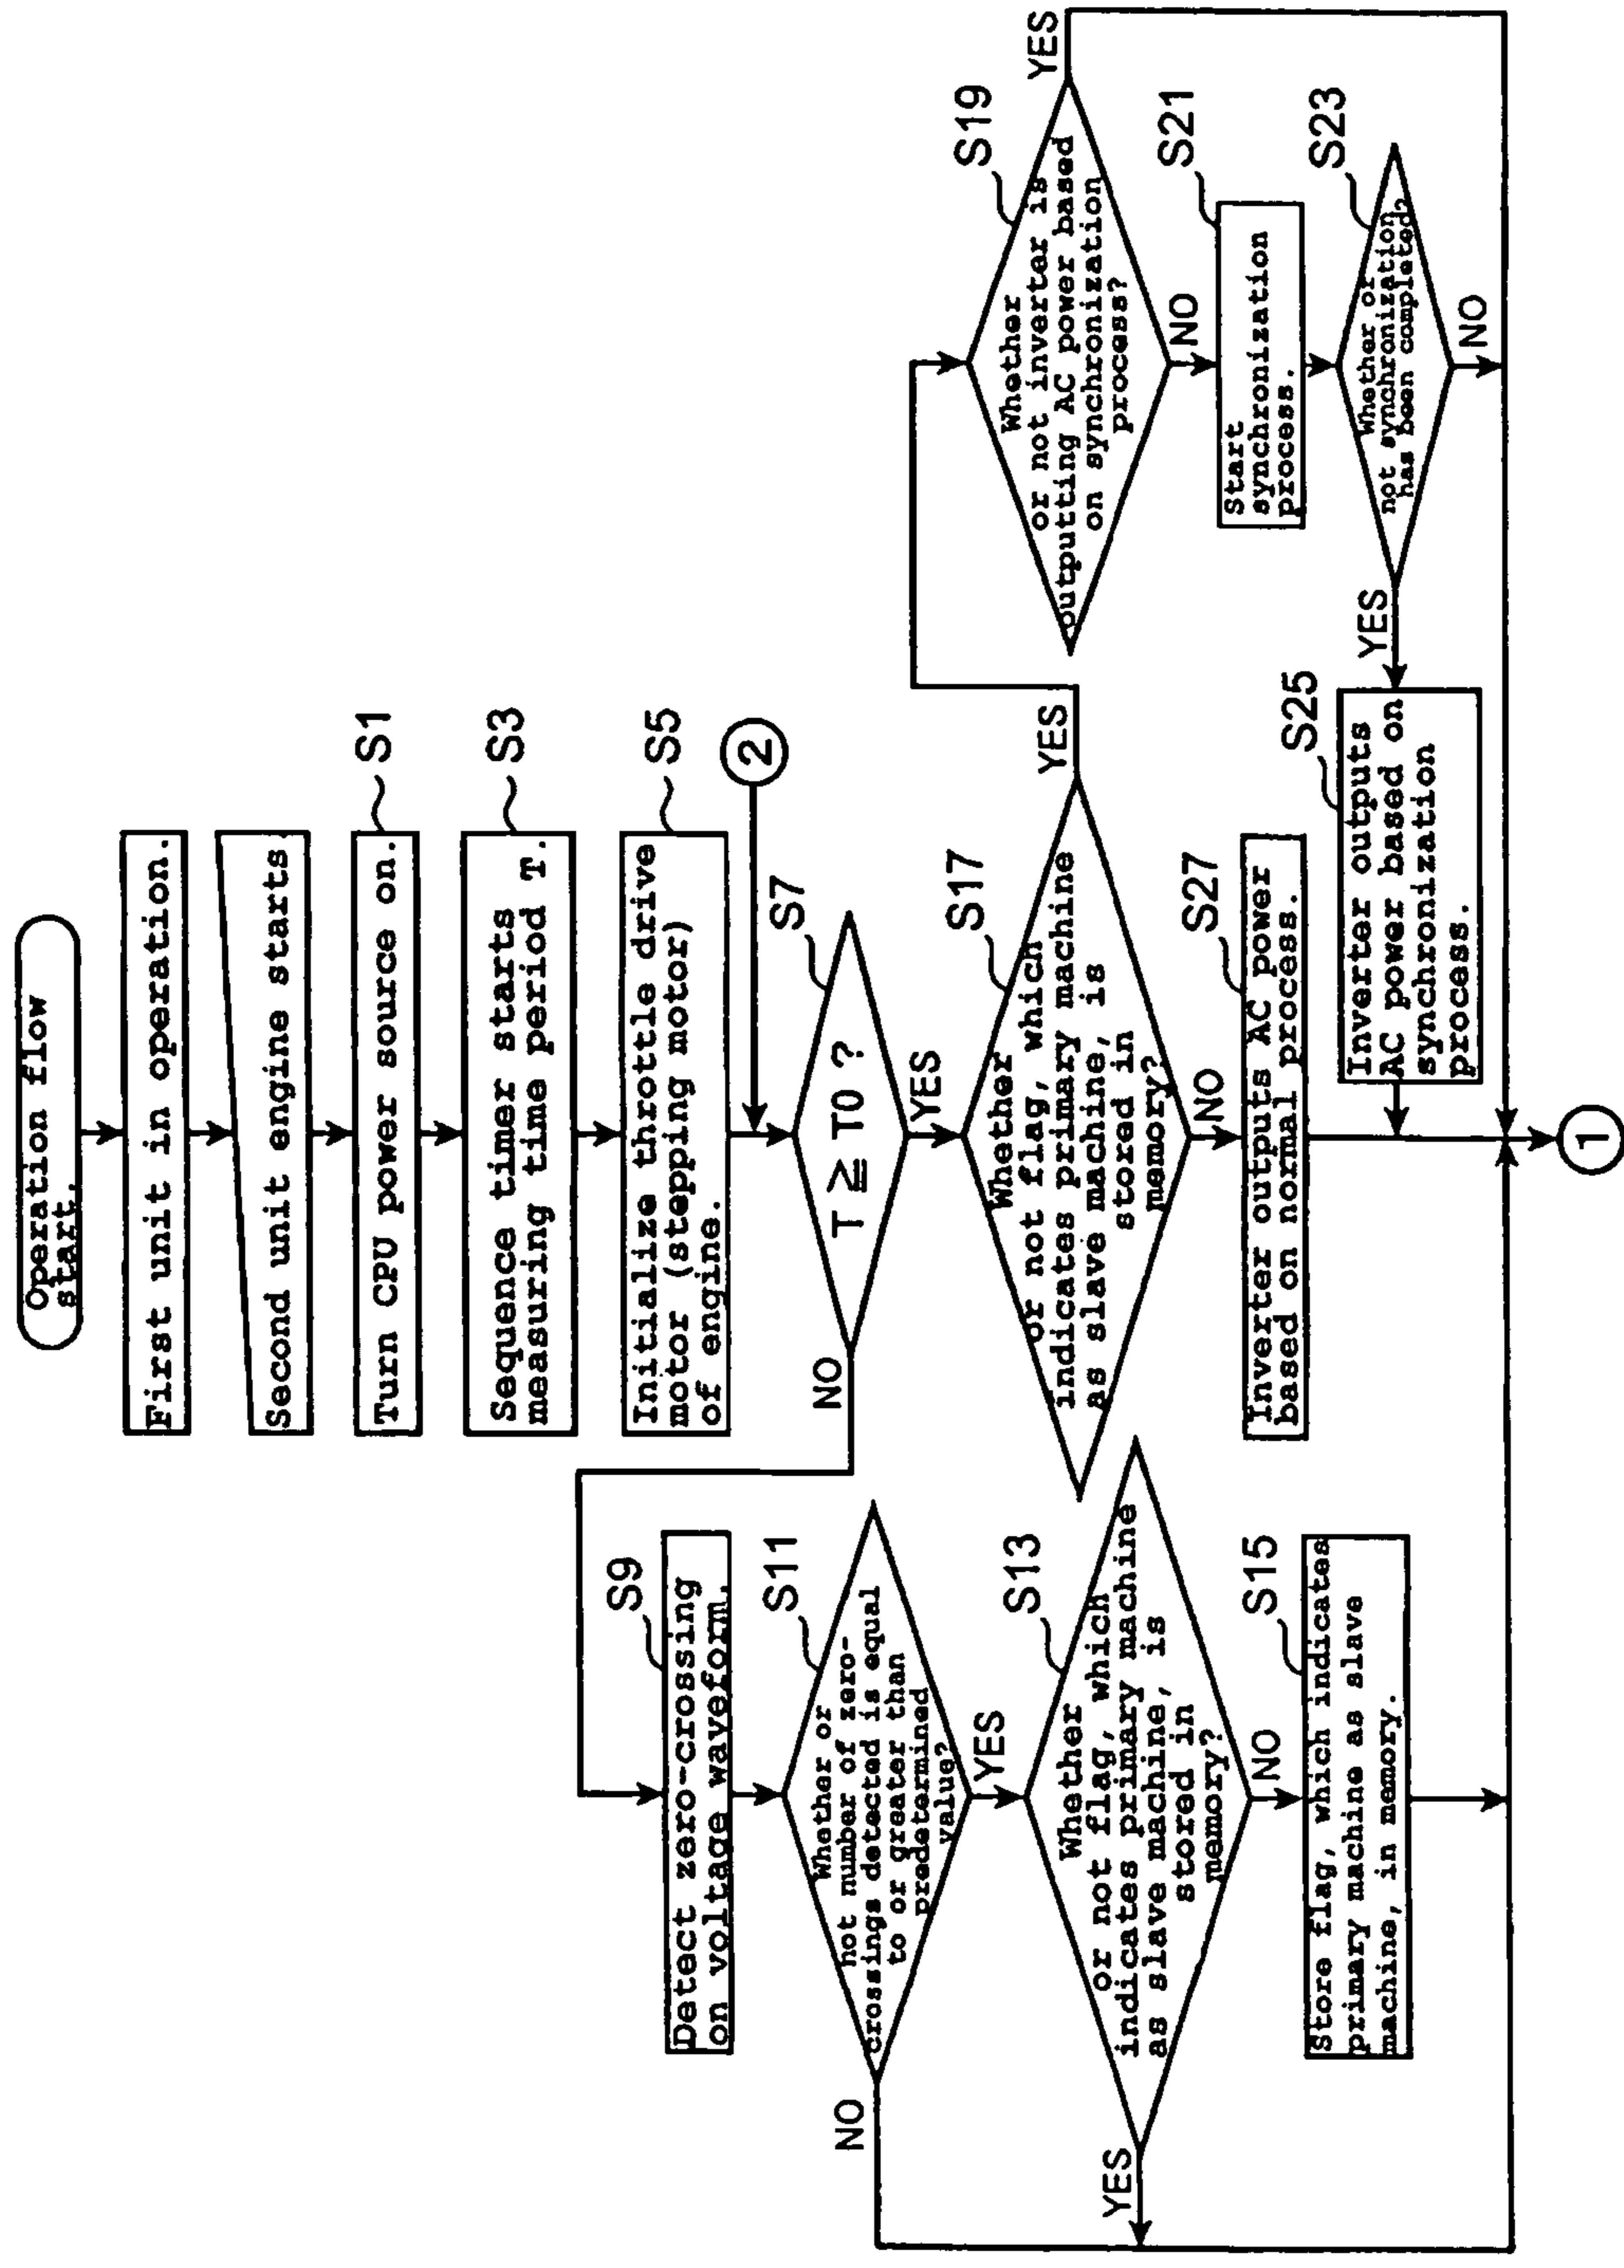 Operation flow
start.
First unit in operation.
Second unit engine starts.
Turn CPU power source on.
S1
Sequence timer starts
measuring time period T.
S3
Initialize throttle drive
motor (stepping motor)
of engine.
S5
2
T ≧ T0 ?
S7
NO
YES
Detect zero-crossing
on voltage waveform.
S9
Whether or
not number of zero-
crossings detected is equal
to or greater than
predetermined
value?
S11
NO
YES
Whether
or not flag, which
indicates primary machine
as slave machine, is
stored in
memory?
S13
YES
NO
Store flag, which indicates
primary machine as slave
machine, in memory.
S15
Whether
or not flag, which
indicates primary machine
as slave machine, is
stored in
memory?
S17
YES
NO
Inverter outputs AC power
based on normal process.
S27
Whether
or not inverter is
outputting AC power based
on synchronization
process?
S19
YES
NO
Start
synchronization
process.
S21
Whether or
not synchronization
has been completed?
S23
YES
NO
Inverter outputs
AC power based on
synchronization
process.
S25
1